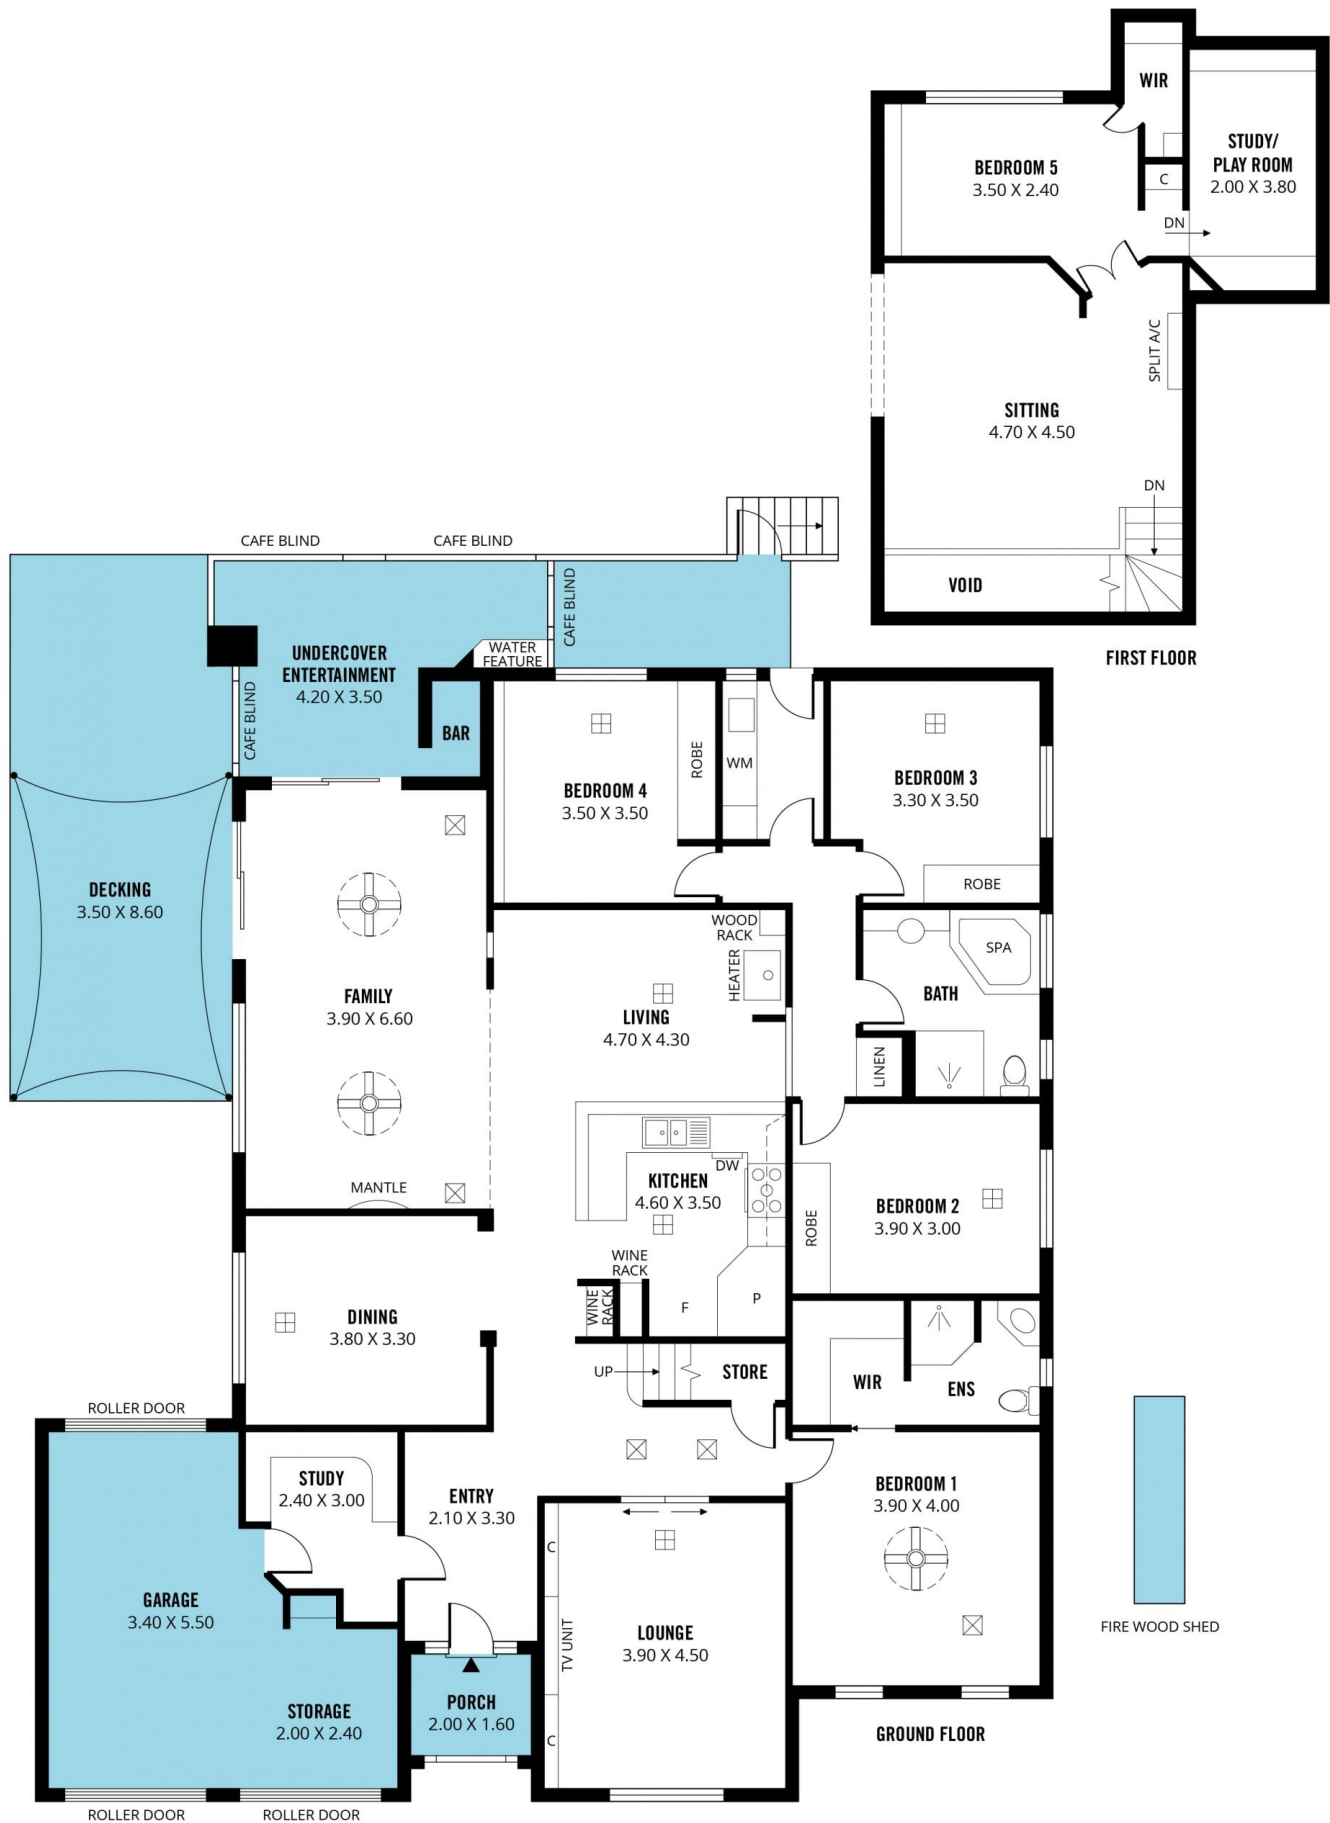 WIR
STUDY/
PLAY ROOM
2.00 X 3.80
BEDROOM 5
3.50 X 2.40
C
DN
SPLIT A/C
SITTING
4.70 X 4.50
DN
VOID
FIRST FLOOR
CAFE BLIND
CAFE BLIND
CAFE BLIND
WATER
FEATURE
UNDERCOVER
ENTERTAINMENT
4.20 X 3.50
CAFE BLIND
BAR
BEDROOM 4
3.50 X 3.50
ROBE
WM
BEDROOM 3
3.30 X 3.50
ROBE
DECKING
3.50 X 8.60
WOOD
RACK
HEATER
SPA
BATH
FAMILY
3.90 X 6.60
LIVING
4.70 X 4.30
LINEN
MANTLE
DW
KITCHEN
4.60 X 3.50
BEDROOM 2
3.90 X 3.00
ROBE
WINE
RACK
WINE
RACK
F
P
DINING
3.80 X 3.30
UP
STORE
WIR
ENS
ROLLER DOOR
STUDY
2.40 X 3.00
ENTRY
2.10 X 3.30
BEDROOM 1
3.90 X 4.00
C
GARAGE
3.40 X 5.50
TV UNIT
LOUNGE
3.90 X 4.50
FIRE WOOD SHED
STORAGE
2.00 X 2.40
PORCH
2.00 X 1.60
C
GROUND FLOOR
ROLLER DOOR
ROLLER DOOR